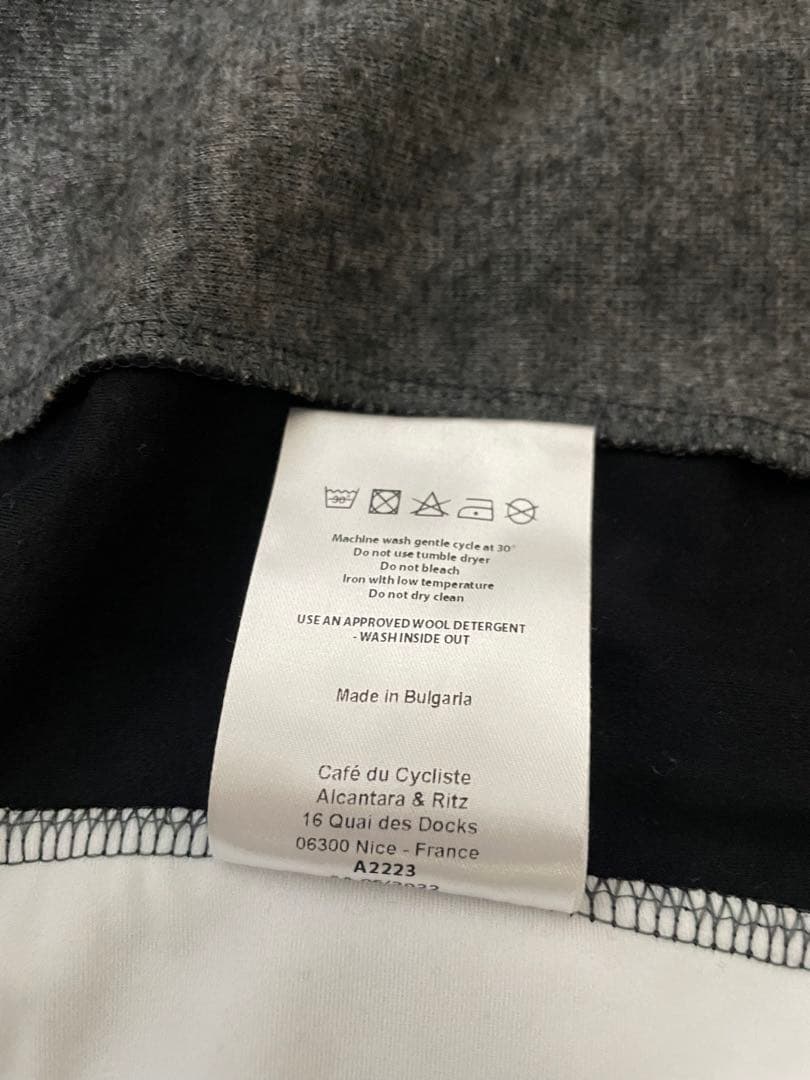 30°
Machine wash gentle cycle at 30°
Do not use tumble dryer
Do not bleach
Iron with low temperature
Do not dry clean
USE AN APPROVED WOOL DETERGENT
- WASH INSIDE OUT
Made in Bulgaria
Café du Cycliste
Alcantara & Ritz
16 Quai des Docks
06300 Nice - France
A2223